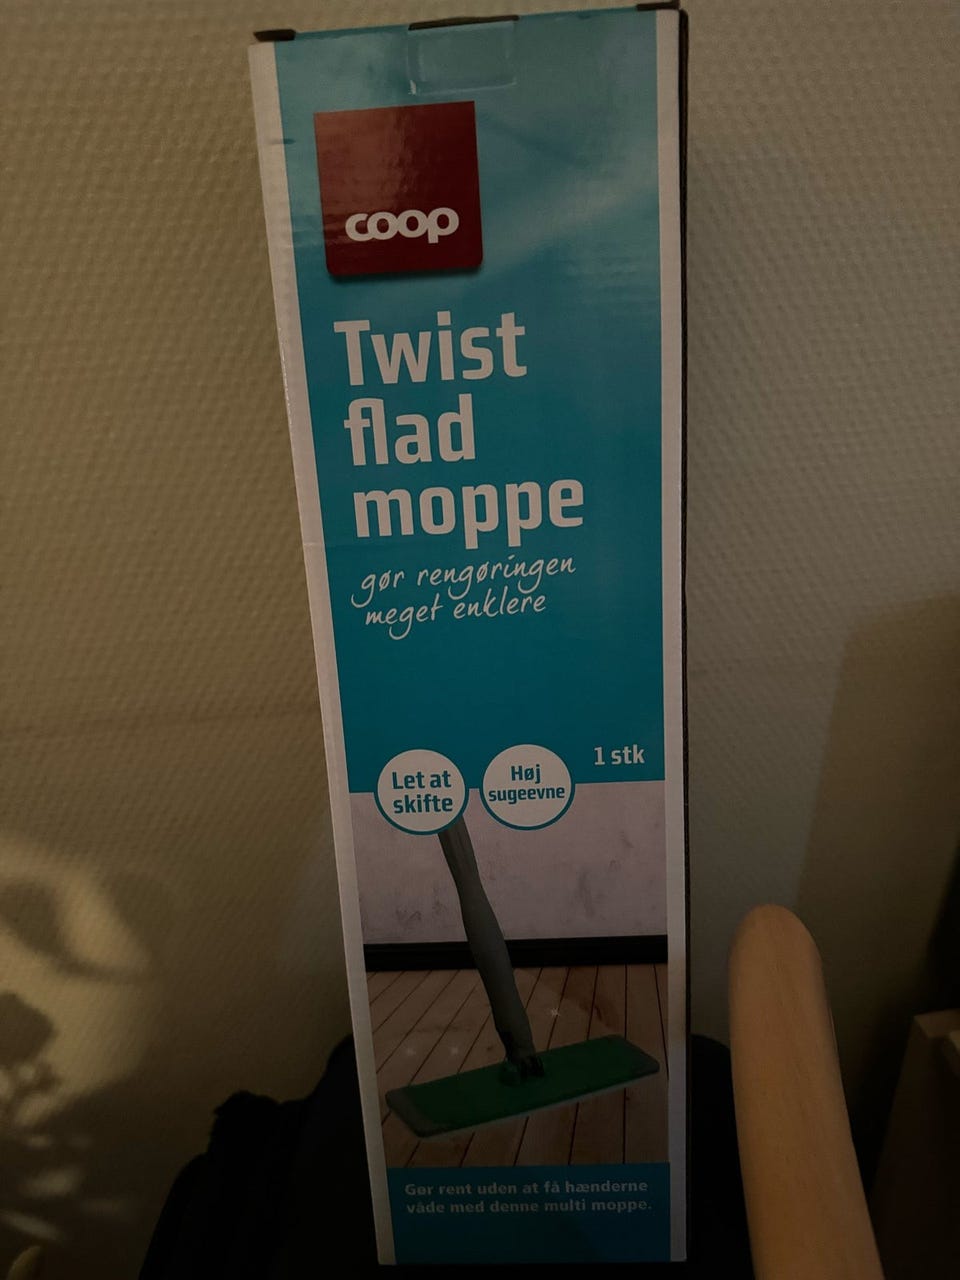 coop
Twist
flad
moppe
gør rengøringen
meget enklere
1 stk
Let at
skifte
Høj
sugeevne
Gør rent uden at få hænderne
våde med denne multi moppe.